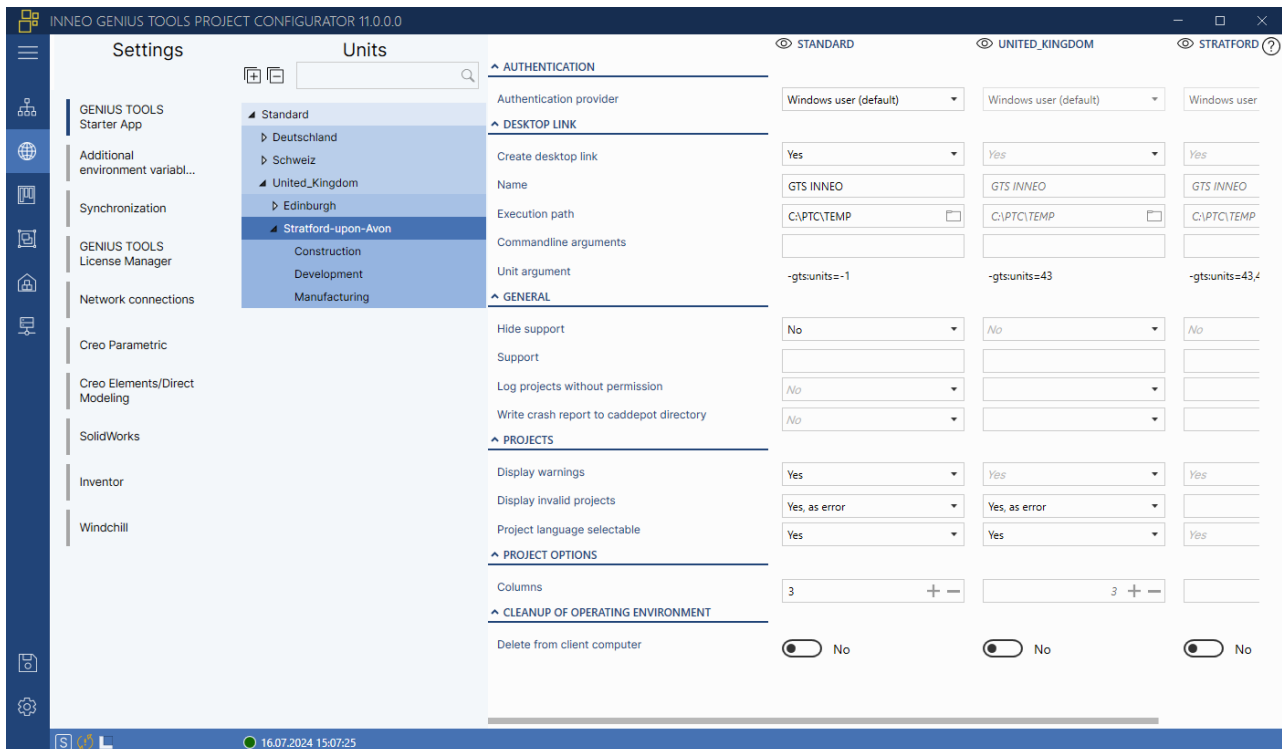 INNEO GENIUS TOOLS PROJECT CONFIGURATOR 11.0.0.0
Settings
GENIUS TOOLS
Starter App
Additional
environment variabl...
Synchronization
GENIUS TOOLS
License Manager
Network connections
Creo Parametric
Creo Elements/Direct
Modeling
SolidWorks
Inventor
Windchill
Units
Standard
Deutschland
Schweiz
United_Kingdom
Edinburgh
Stratford-upon-Avon
Construction
Development
Manufacturing
STANDARD UNITED_KINGDOM STRATFORD ?
AUTHENTICATION
Authentication provider Windows user (default) Windows user (default) Windows user
DESKTOP LINK
Create desktop link Yes Yes Yes
Name GTS INNEO GTS INNEO GTS INNEO
Execution path C:\PTC\TEMP C:\PTC\TEMP C:\PTC\TEMP
Commandline arguments
Unit argument -gts:units=-1 -gts:units=43 -gts:units=43,4
GENERAL
Hide support No No No
Support
Log projects without permission No
Write crash report to caddepot directory No
PROJECTS
Display warnings Yes Yes Yes
Display invalid projects Yes, as error Yes, as error
Project language selectable Yes Yes Yes
PROJECT OPTIONS
Columns 3 3
CLEANUP OF OPERATING ENVIRONMENT
Delete from client computer No No No
S 16.07.2024 15:07:25